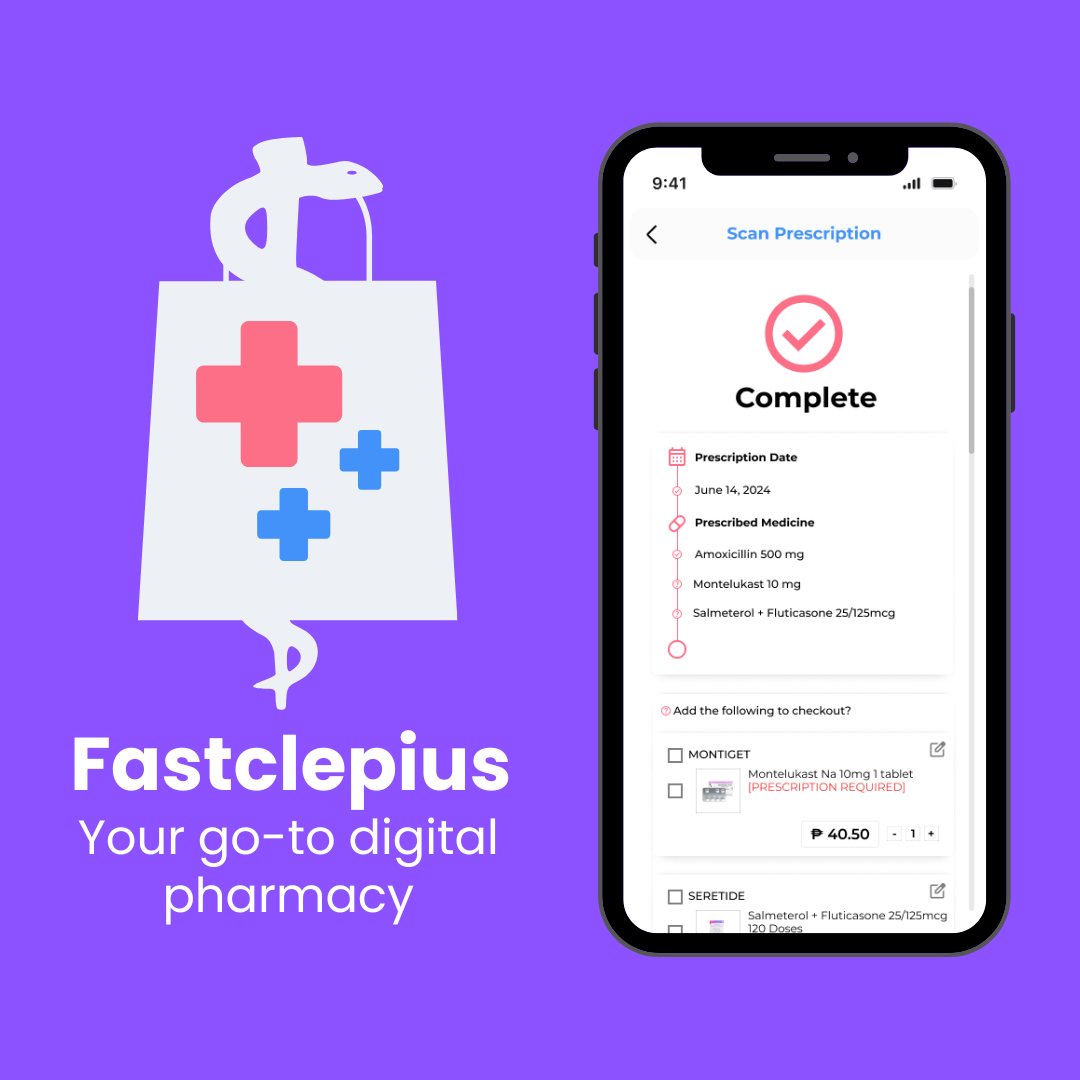 Fastclepius
Your go-to digital
pharmacy
9:41
Scan Prescription
Complete
Prescription Date
June 14, 2024
Prescribed Medicine
Amoxicillin 500 mg
Montelukast 10 mg
Salmeterol + Fluticasone 25/125mcg
Add the following to checkout?
MONTIGET
Montelukast Na 10mg 1 tablet
[PRESCRIPTION REQUIRED]
₱ 40.50 - 1 +
SERETIDE
Salmeterol + Fluticasone 25/125mcg
120 Doses